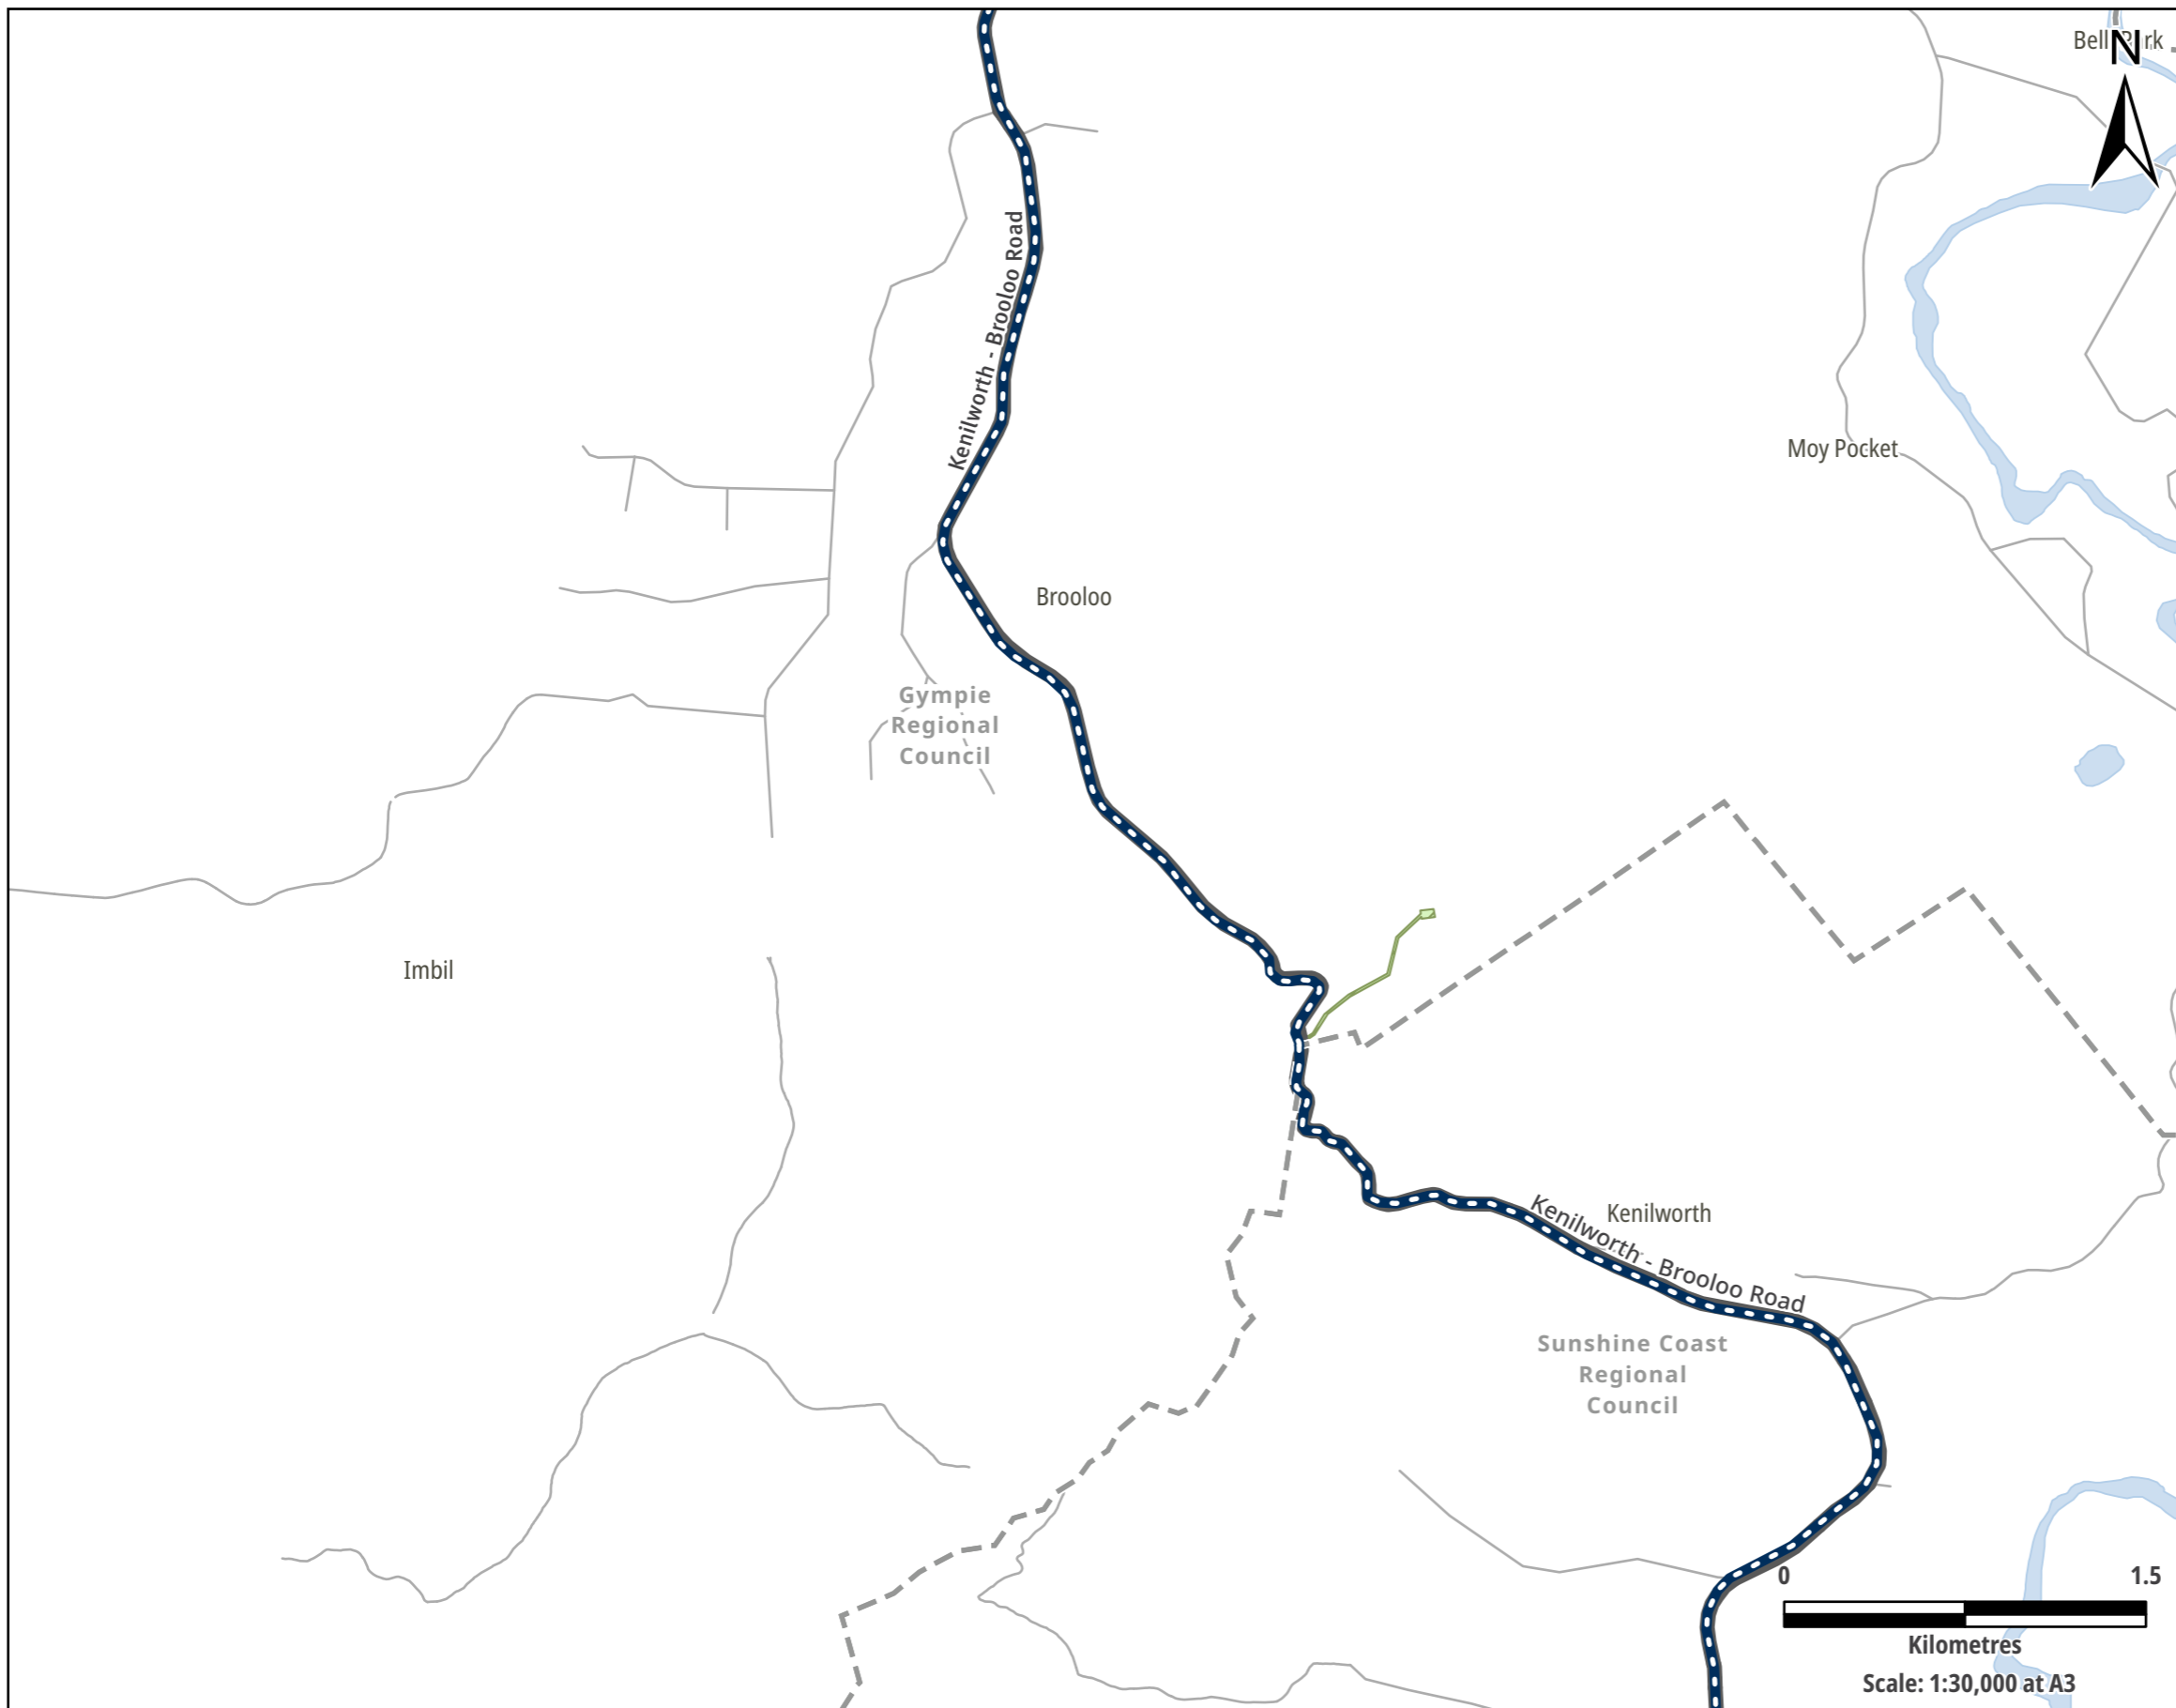 N
Kenilworth - Brooloo Road
Moy Pocket
Brooloo
Gympie
Regional
Council
Imbil
Kenilworth
Kenilworth - Brooloo Road
Sunshine Coast
Regional
Council
0 1.5
Kilometres
Scale: 1:30,000 at A3